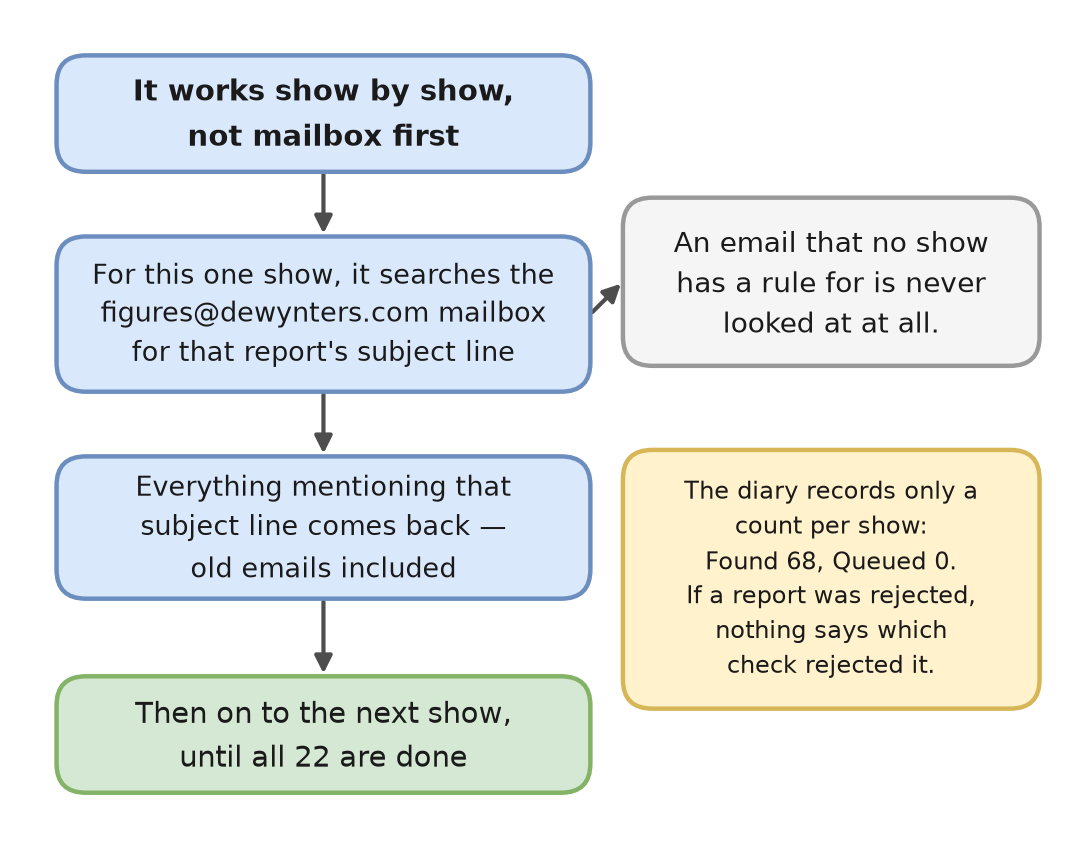 It works show by show,
not mailbox first
For this one show, it searches the
figures@dewynters.com mailbox
for that report's subject line
An email that no show
has a rule for is never
looked at at all.
Everything mentioning that
subject line comes back —
old emails included
The diary records only a
count per show:
Found 68, Queued 0.
If a report was rejected,
nothing says which
check rejected it.
Then on to the next show,
until all 22 are done